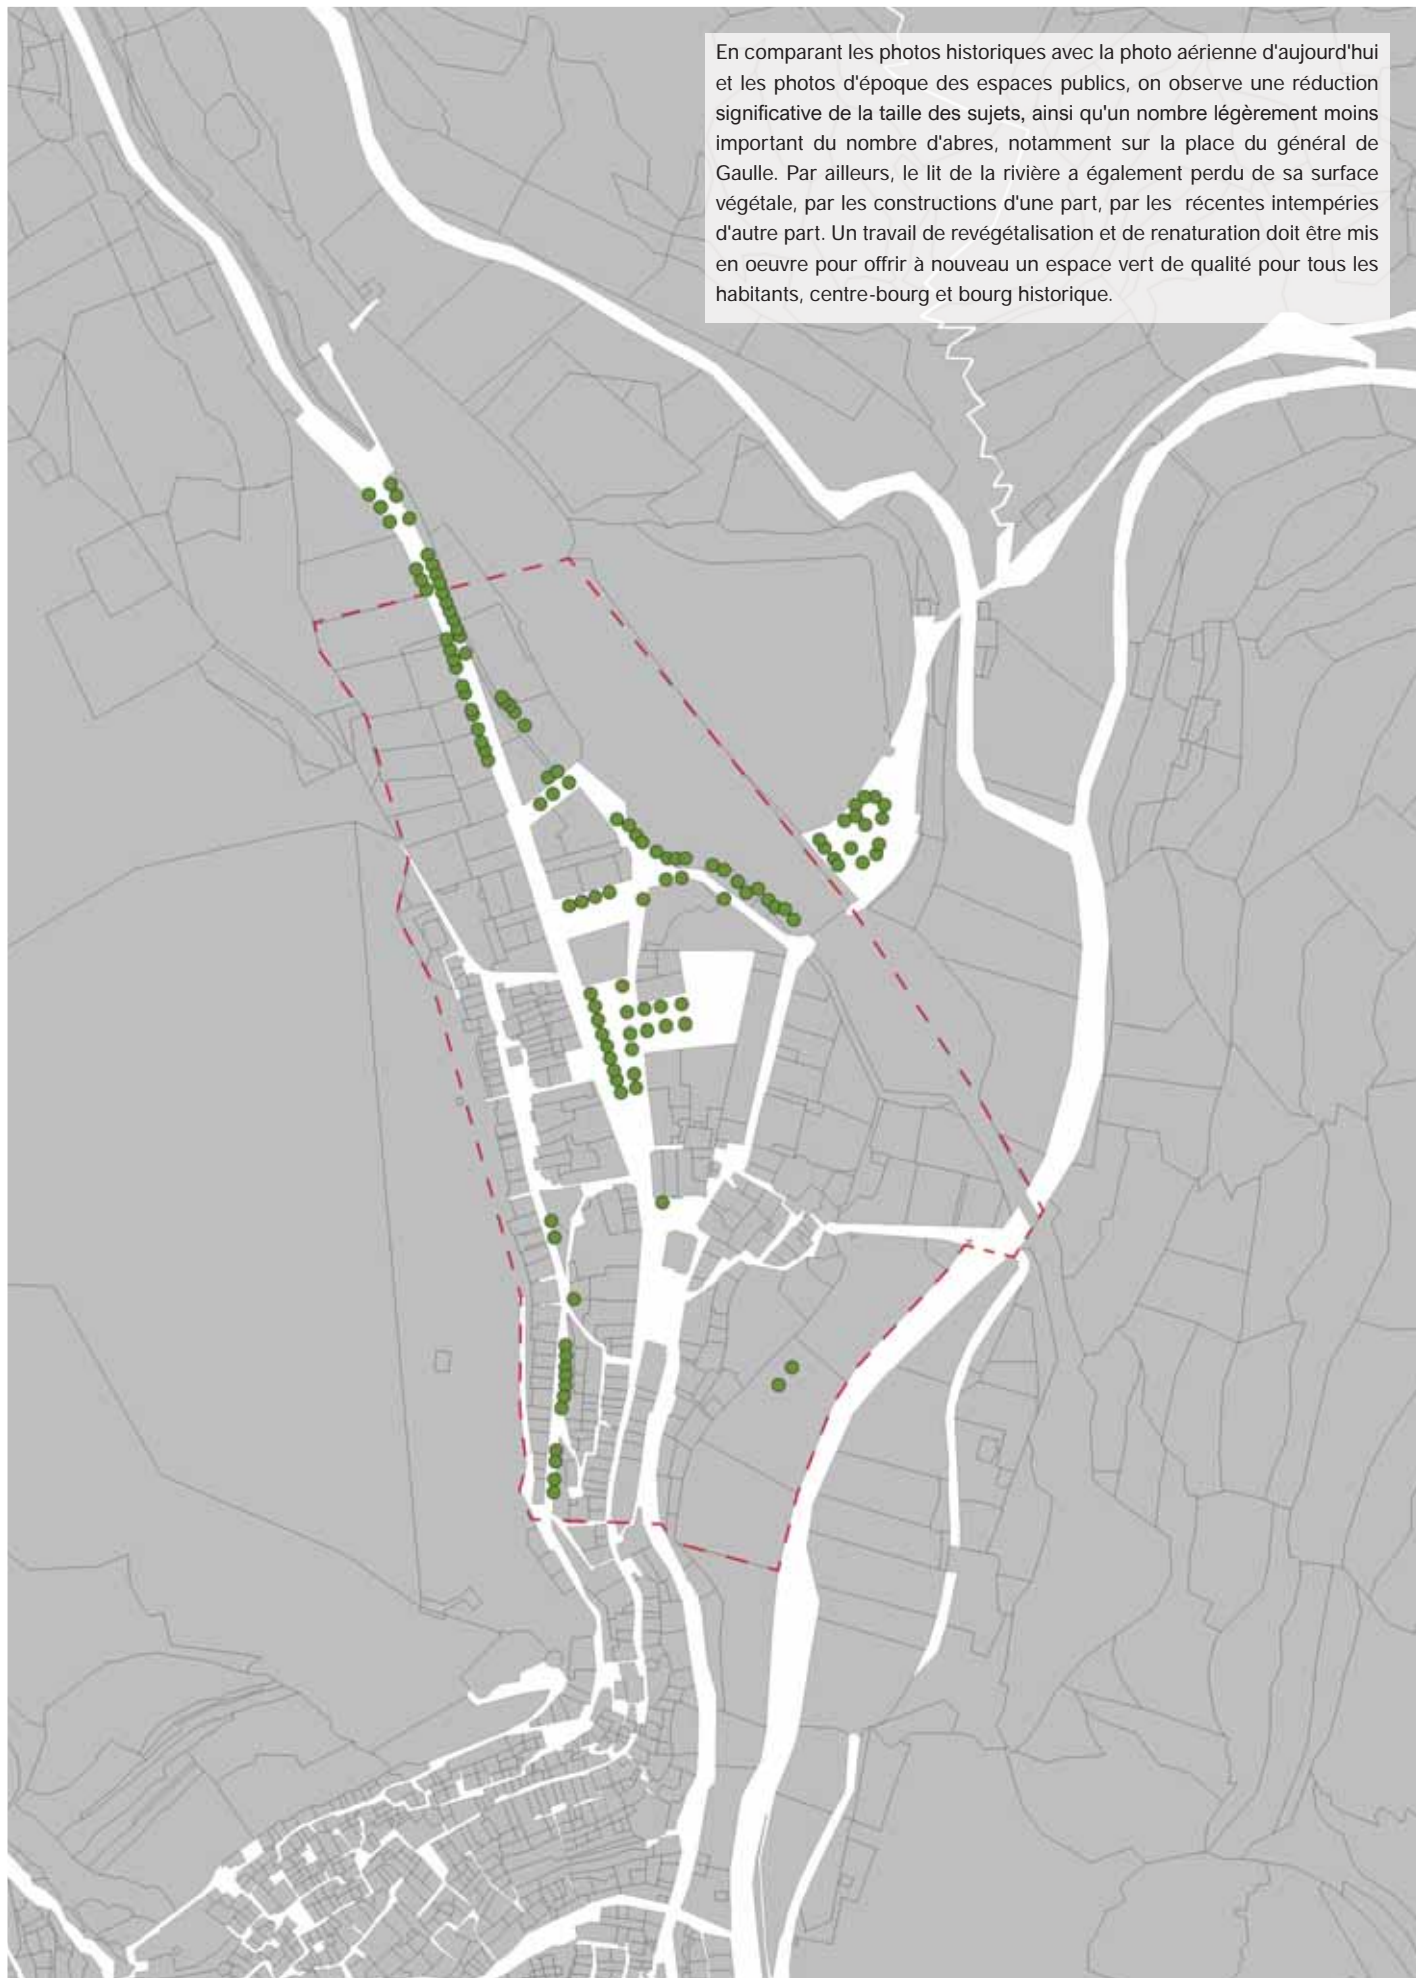 En comparant les photos historiques avec la photo aérienne d'aujourd'hui
et les photos d'époque des espaces publics, on observe une réduction
significative de la taille des sujets, ainsi qu'un nombre légèrement moins
important du nombre d'abres, notamment sur la place du général de
Gaulle. Par ailleurs, le lit de la rivière a également perdu de sa surface
végétale, par les constructions d'une part, par les récentes intempéries
d'autre part. Un travail de revégétalisation et de renaturation doit être mis
en oeuvre pour offrir à nouveau un espace vert de qualité pour tous les
habitants, centre-bourg et bourg historique.